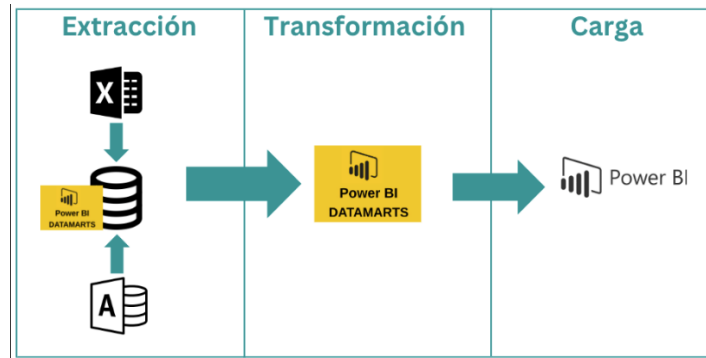 Extracción
Transformación
Carga
X
Power BI
DATAMARTS
A
Power BI
DATAMARTS
Power BI